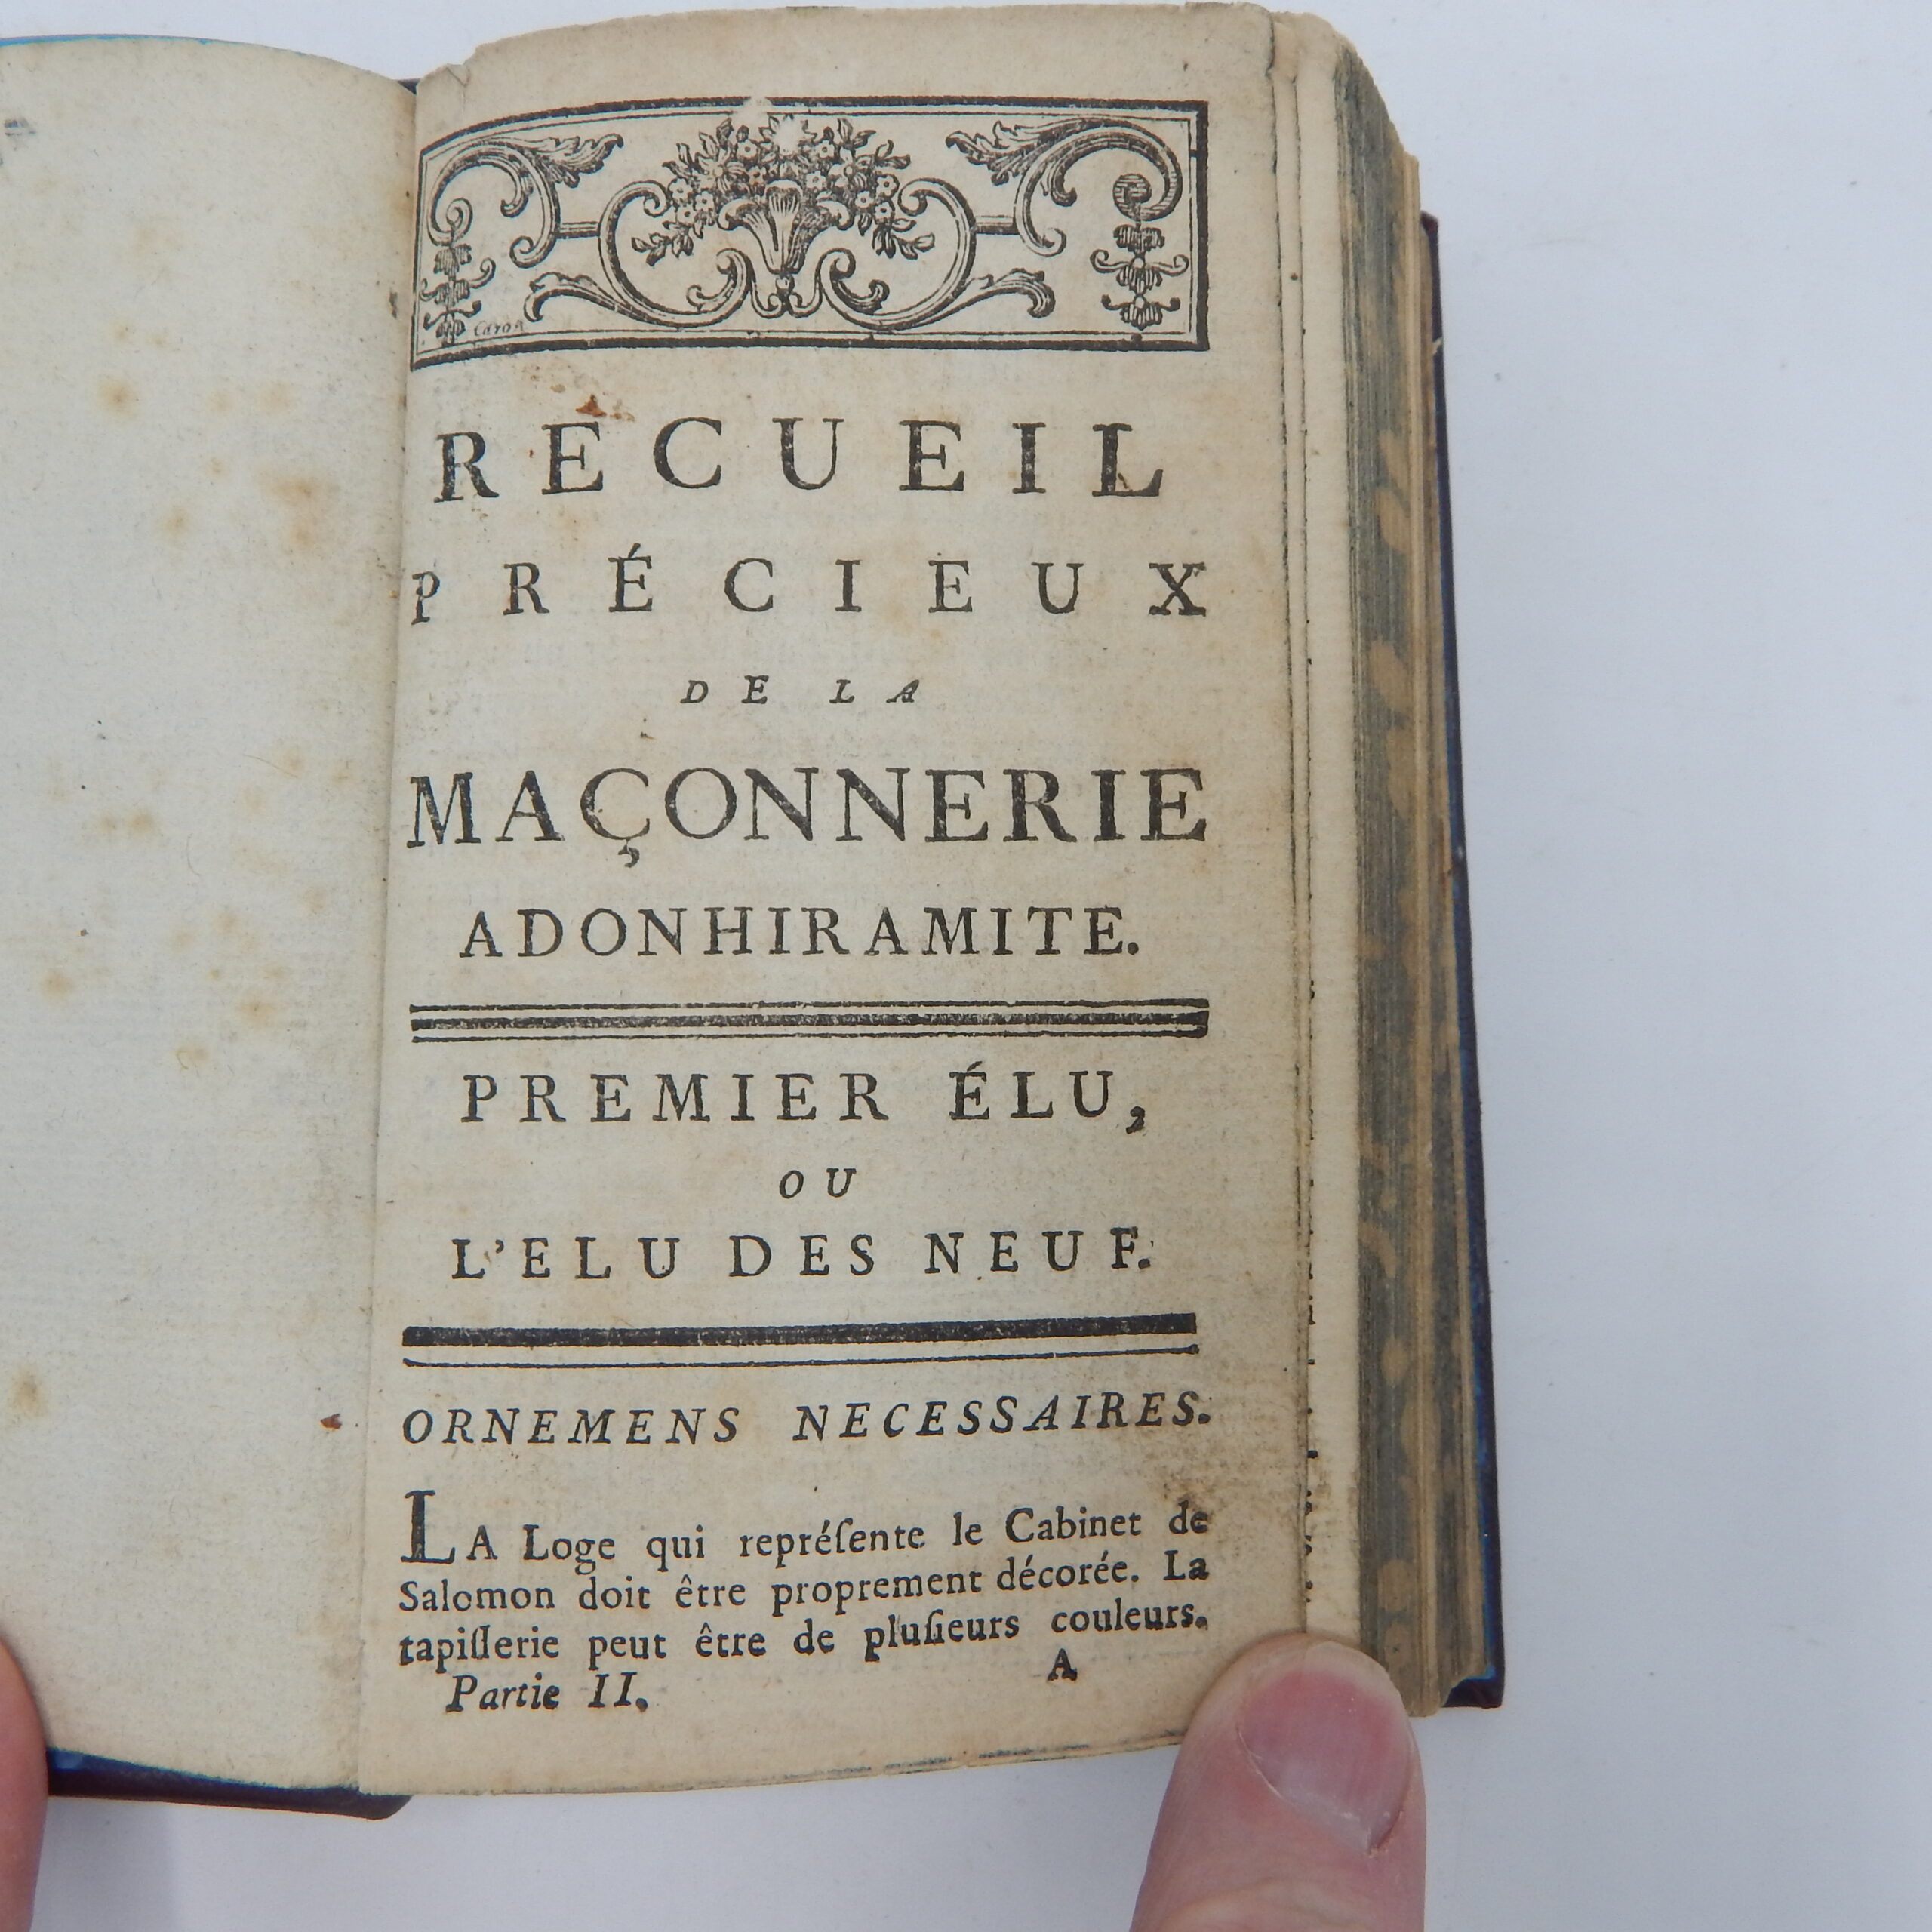 Caron
RECUEIL
PRÉCIEUX
DE LA
MAÇONNERIE
ADONHIRAMITE.
PREMIER ÉLU,
OU
L'ELU DES NEUF.
ORNEMENS NECESSAIRES.
LA Loge qui repréſente le Cabinet de
Salomon doit être proprement décorée. La
tapiſſerie peut être de pluſieurs couleurs.
Partie II. A